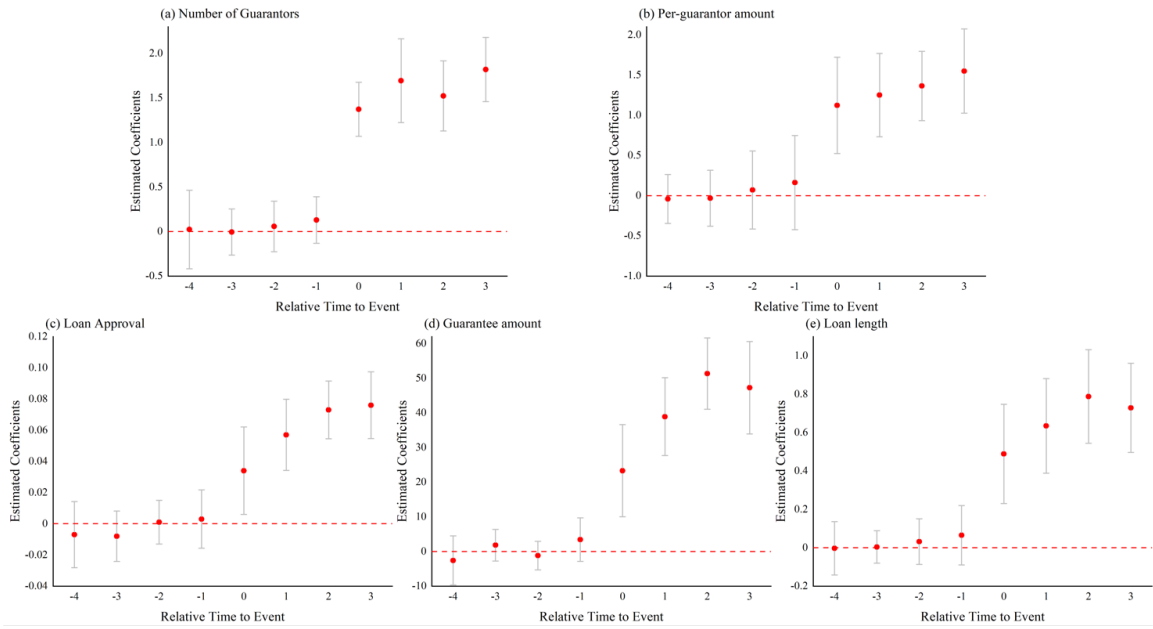 (a) Number of Guarantors
Estimated Coefficients
2.0
1.5
1.0
0.5
0
-0.5
-4 -3 -2 -1 0 1 2 3
Relative Time to Event
(b) Per-guarantor amount
Estimated Coefficients
2.0
1.5
1.0
0.5
0
-0.5
-1.0
-4 -3 -2 -1 0 1 2 3
Relative Time to Event
(c) Loan Approval
Estimated Coefficients
0.12
0.10
0.08
0.06
0.04
0.02
0
-0.02
-0.04
-4 -3 -2 -1 0 1 2 3
Relative Time to Event
(d) Guarantee amount
Estimated Coefficients
60
50
40
30
20
10
0
-10
-4 -3 -2 -1 0 1 2 3
Relative Time to Event
(e) Loan length
Estimated Coefficients
1.0
0.8
0.6
0.4
0.2
0
-0.2
-4 -3 -2 -1 0 1 2 3
Relative Time to Event